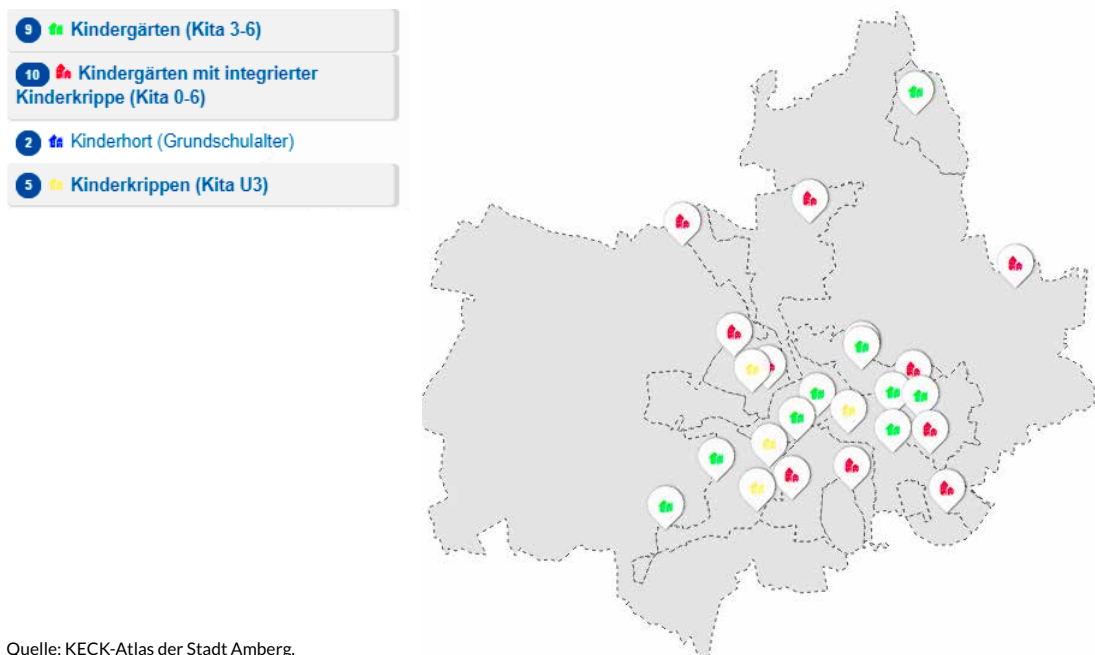 9 Kindergärten (Kita 3-6)
10 Kindergärten mit integrierter
Kinderkrippe (Kita 0-6)
2 Kinderhort (Grundschulalter)
5 Kinderkrippen (Kita U3)
Quelle: KECK-Atlas der Stadt Amberg.